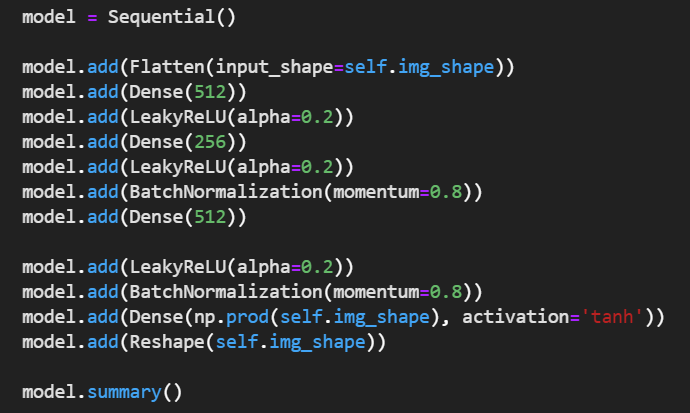 model = Sequential()
model.add(Flatten(input_shape=self.img_shape))
model.add(Dense(512))
model.add(LeakyReLU(alpha=0.2))
model.add(Dense(256))
model.add(LeakyReLU(alpha=0.2))
model.add(BatchNormalization(momentum=0.8))
model.add(Dense(512))
model.add(LeakyReLU(alpha=0.2))
model.add(BatchNormalization(momentum=0.8))
model.add(Dense(np.prod(self.img_shape), activation='tanh'))
model.add(Reshape(self.img_shape))
model.summary()